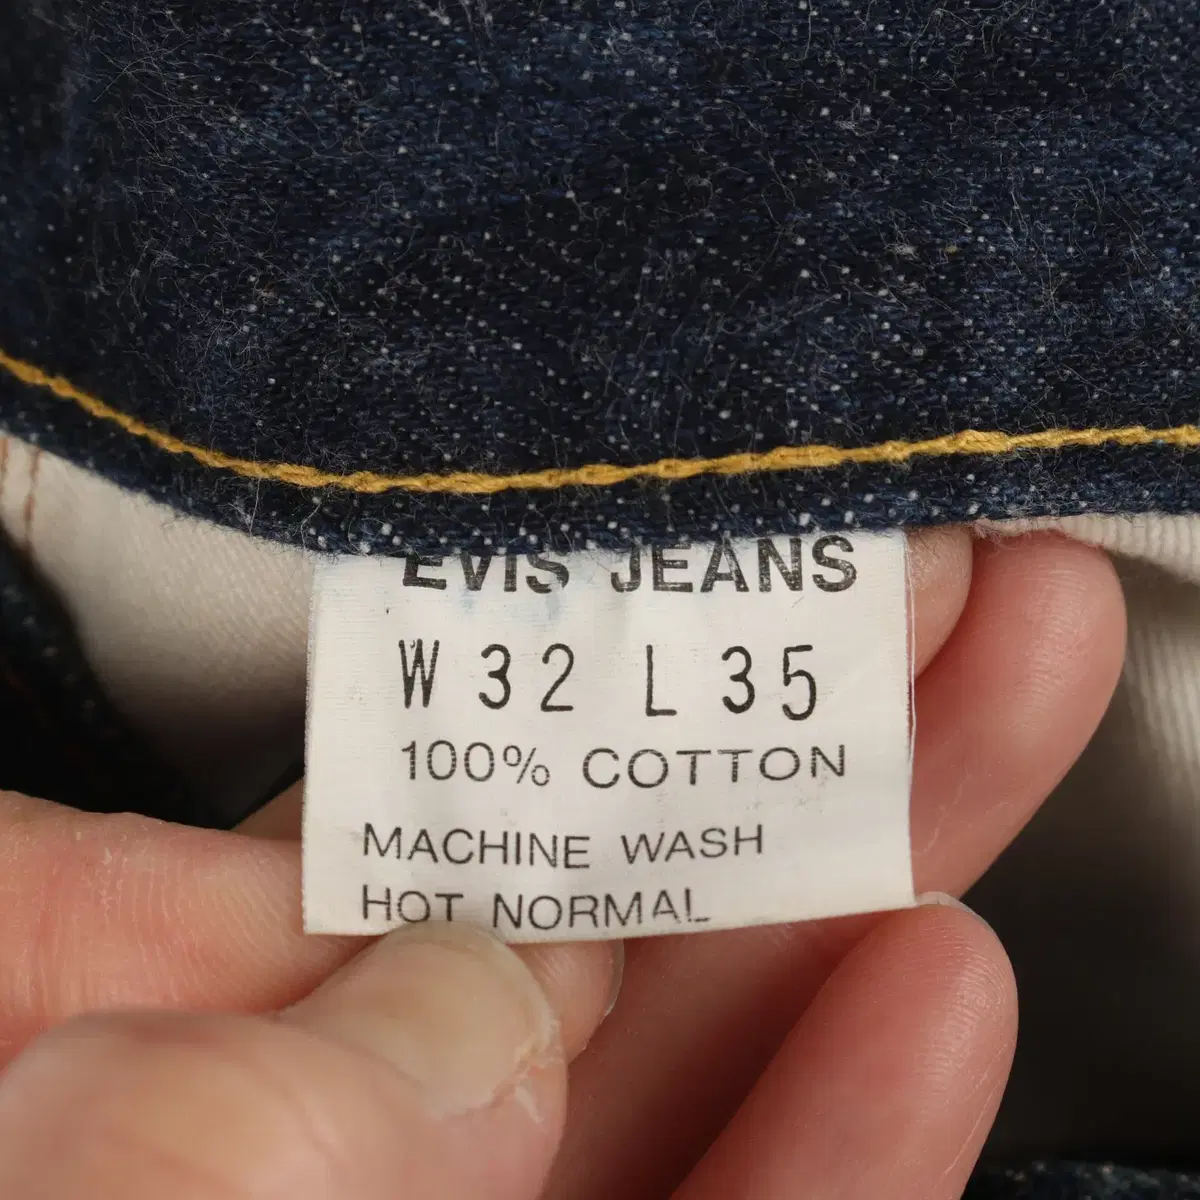 EVIS JEANS
W 32 L 35
100% COTTON
MACHINE WASH
HOT NORMAL